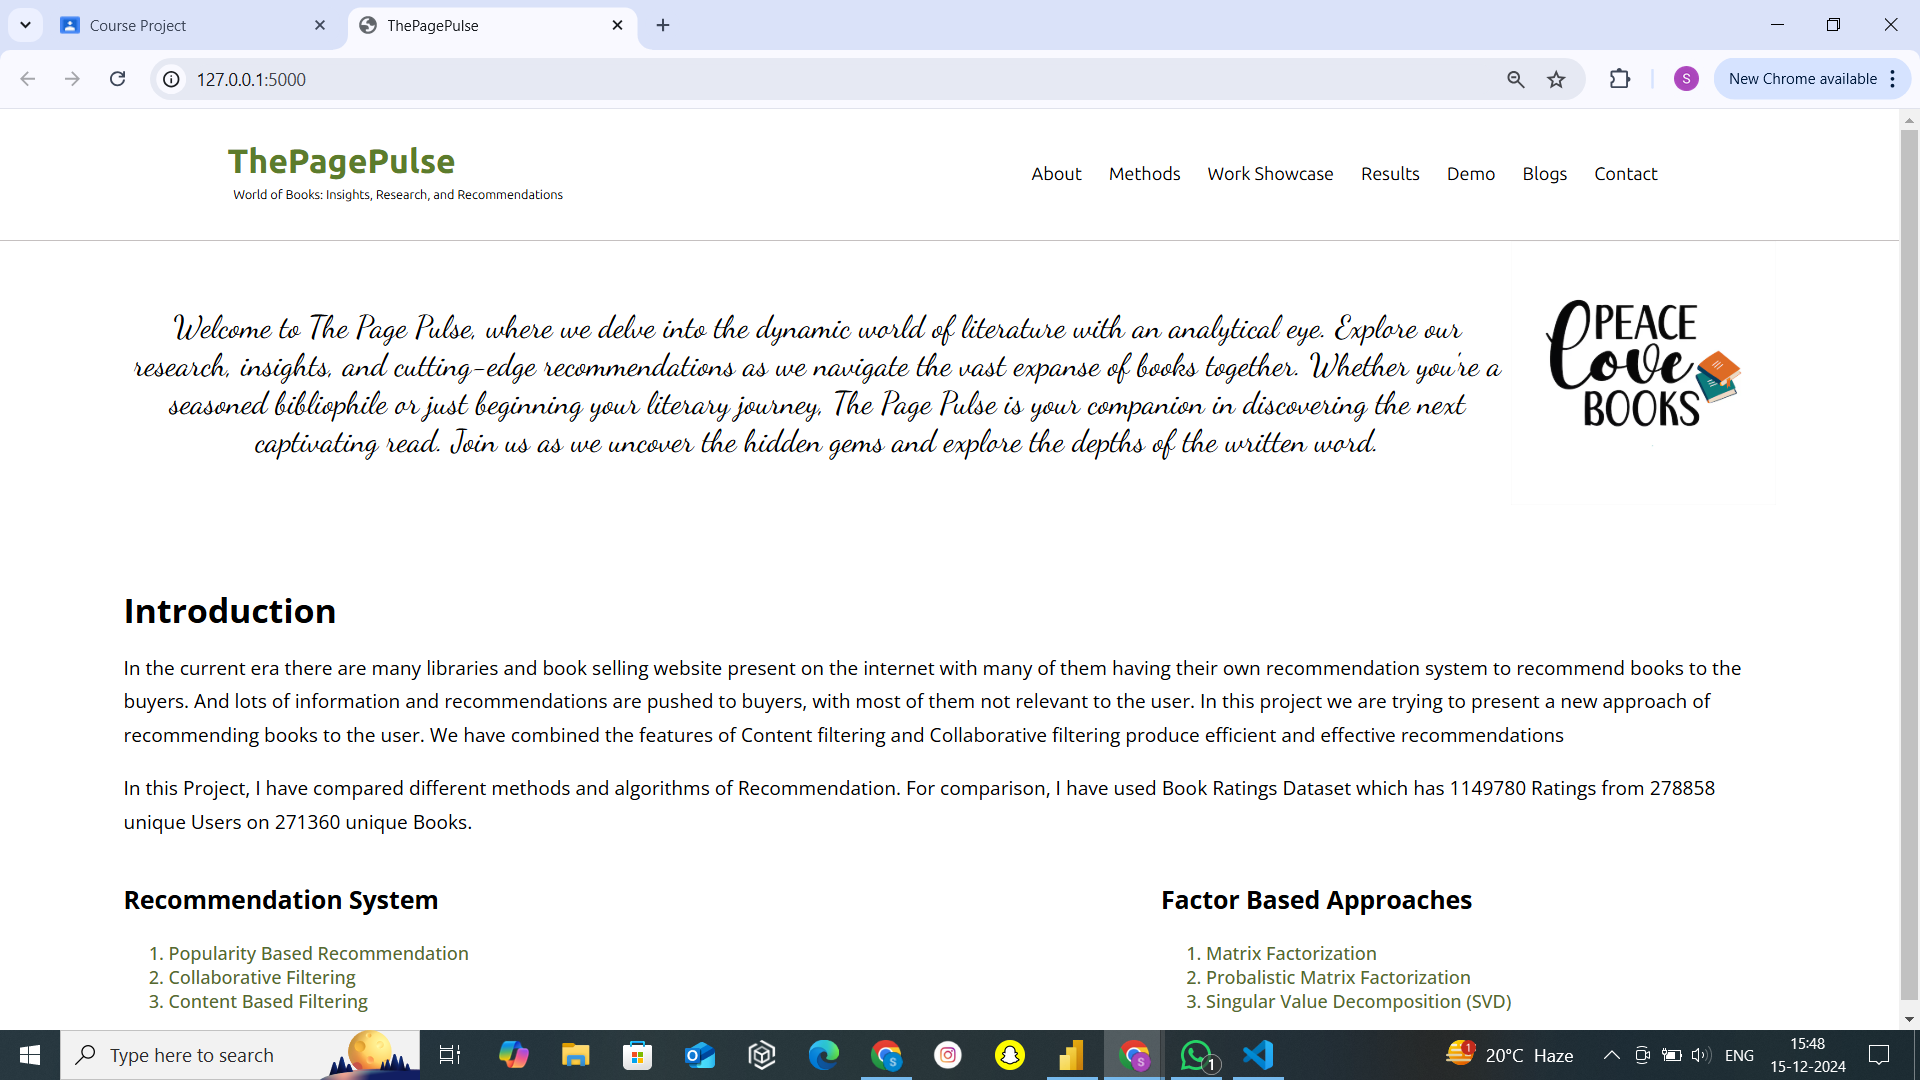 Course Project
ThePagePulse
127.0.0.1:5000
S
New Chrome available
ThePagePulse
World of Books: Insights, Research, and Recommendations
About Methods Work Showcase Results Demo Blogs Contact
Welcome to The Page Pulse, where we delve into the dynamic world of literature with an analytical eye. Explore our
research, insights, and cutting-edge recommendations as we navigate the vast expanse of books together. Whether you're a
seasoned bibliophile or just beginning your literary journey, The Page Pulse is your companion in discovering the next
captivating read. Join us as we uncover the hidden gems and explore the depths of the written word.
PEACE
Love
BOOKS
Introduction
In the current era there are many libraries and book selling website present on the internet with many of them having their own recommendation system to recommend books to the
buyers. And lots of information and recommendations are pushed to buyers, with most of them not relevant to the user. In this project we are trying to present a new approach of
recommending books to the user. We have combined the features of Content filtering and Collaborative filtering produce efficient and effective recommendations
In this Project, I have compared different methods and algorithms of Recommendation. For comparison, I have used Book Ratings Dataset which has 1149780 Ratings from 278858
unique Users on 271360 unique Books.
Recommendation System
1. Popularity Based Recommendation
2. Collaborative Filtering
3. Content Based Filtering
Factor Based Approaches
1. Matrix Factorization
2. Probalistic Matrix Factorization
3. Singular Value Decomposition (SVD)
Type here to search
S
S
1
1
20°C Haze
ENG
15:48
15-12-2024